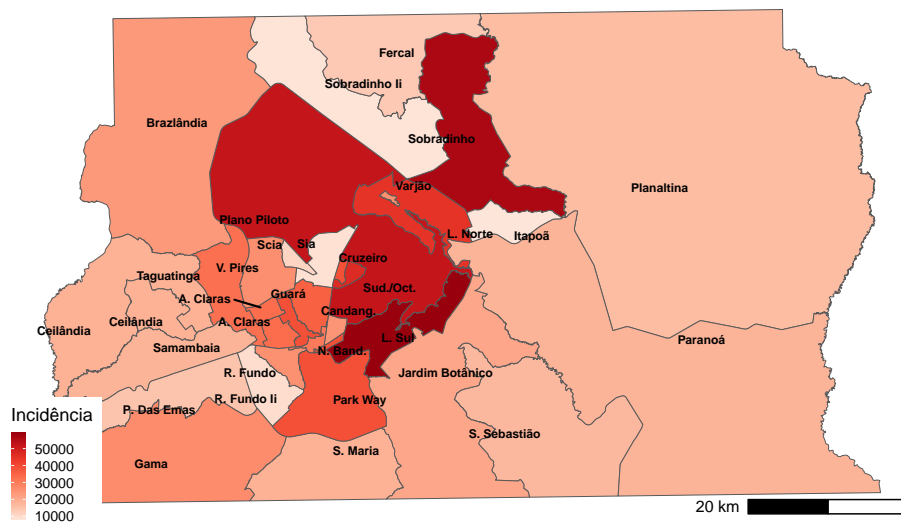 Fercal
Sobradinho Ii
Brazlândia
Sobradinho
Varjão
Planaltina
Plano Piloto
L. Norte
Itapoã
Scia
Sia
Cruzeiro
V. Pires
Taguatinga
Sud./Oct.
Guará
A. Claras
Candang.
Ceilândia
Ceilândia
A. Claras
L. Sul
Paranoá
Samambaia
N. Band.
R. Fundo
Jardim Botânico
R. Fundo Ii
Park Way
P. Das Emas
S. Sebastião
S. Maria
Gama
Incidência
50000
40000
30000
20000
10000
20 km